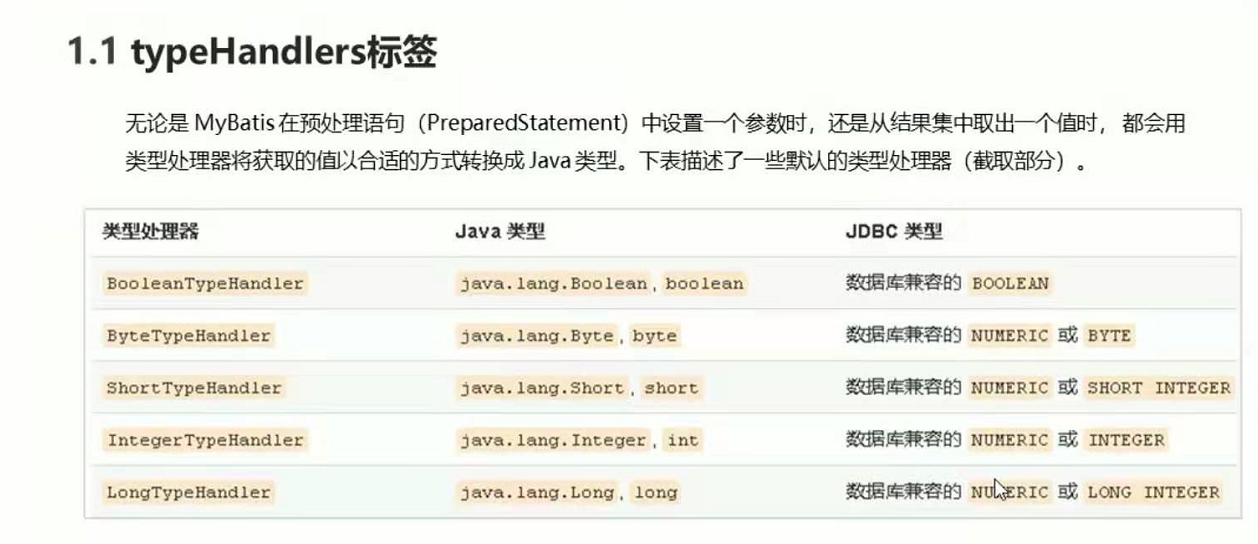 1.1 typeHandlers标签
无论是 MyBatis 在预处理语句（PreparedStatement）中设置一个参数时，还是从结果集中取出一个值时， 都会用
类型处理器将获取的值以合适的方式转换成 Java 类型。下表描述了一些默认的类型处理器（截取部分）。
类型处理器 Java 类型 JDBC 类型
BooleanTypeHandler java.lang.Boolean, boolean 数据库兼容的 BOOLEAN
ByteTypeHandler java.lang.Byte, byte 数据库兼容的 NUMERIC 或 BYTE
ShortTypeHandler java.lang.Short, short 数据库兼容的 NUMERIC 或 SHORT INTEGER
IntegerTypeHandler java.lang.Integer, int 数据库兼容的 NUMERIC 或 INTEGER
LongTypeHandler java.lang.Long, long 数据库兼容的 NUMERIC 或 LONG INTEGER